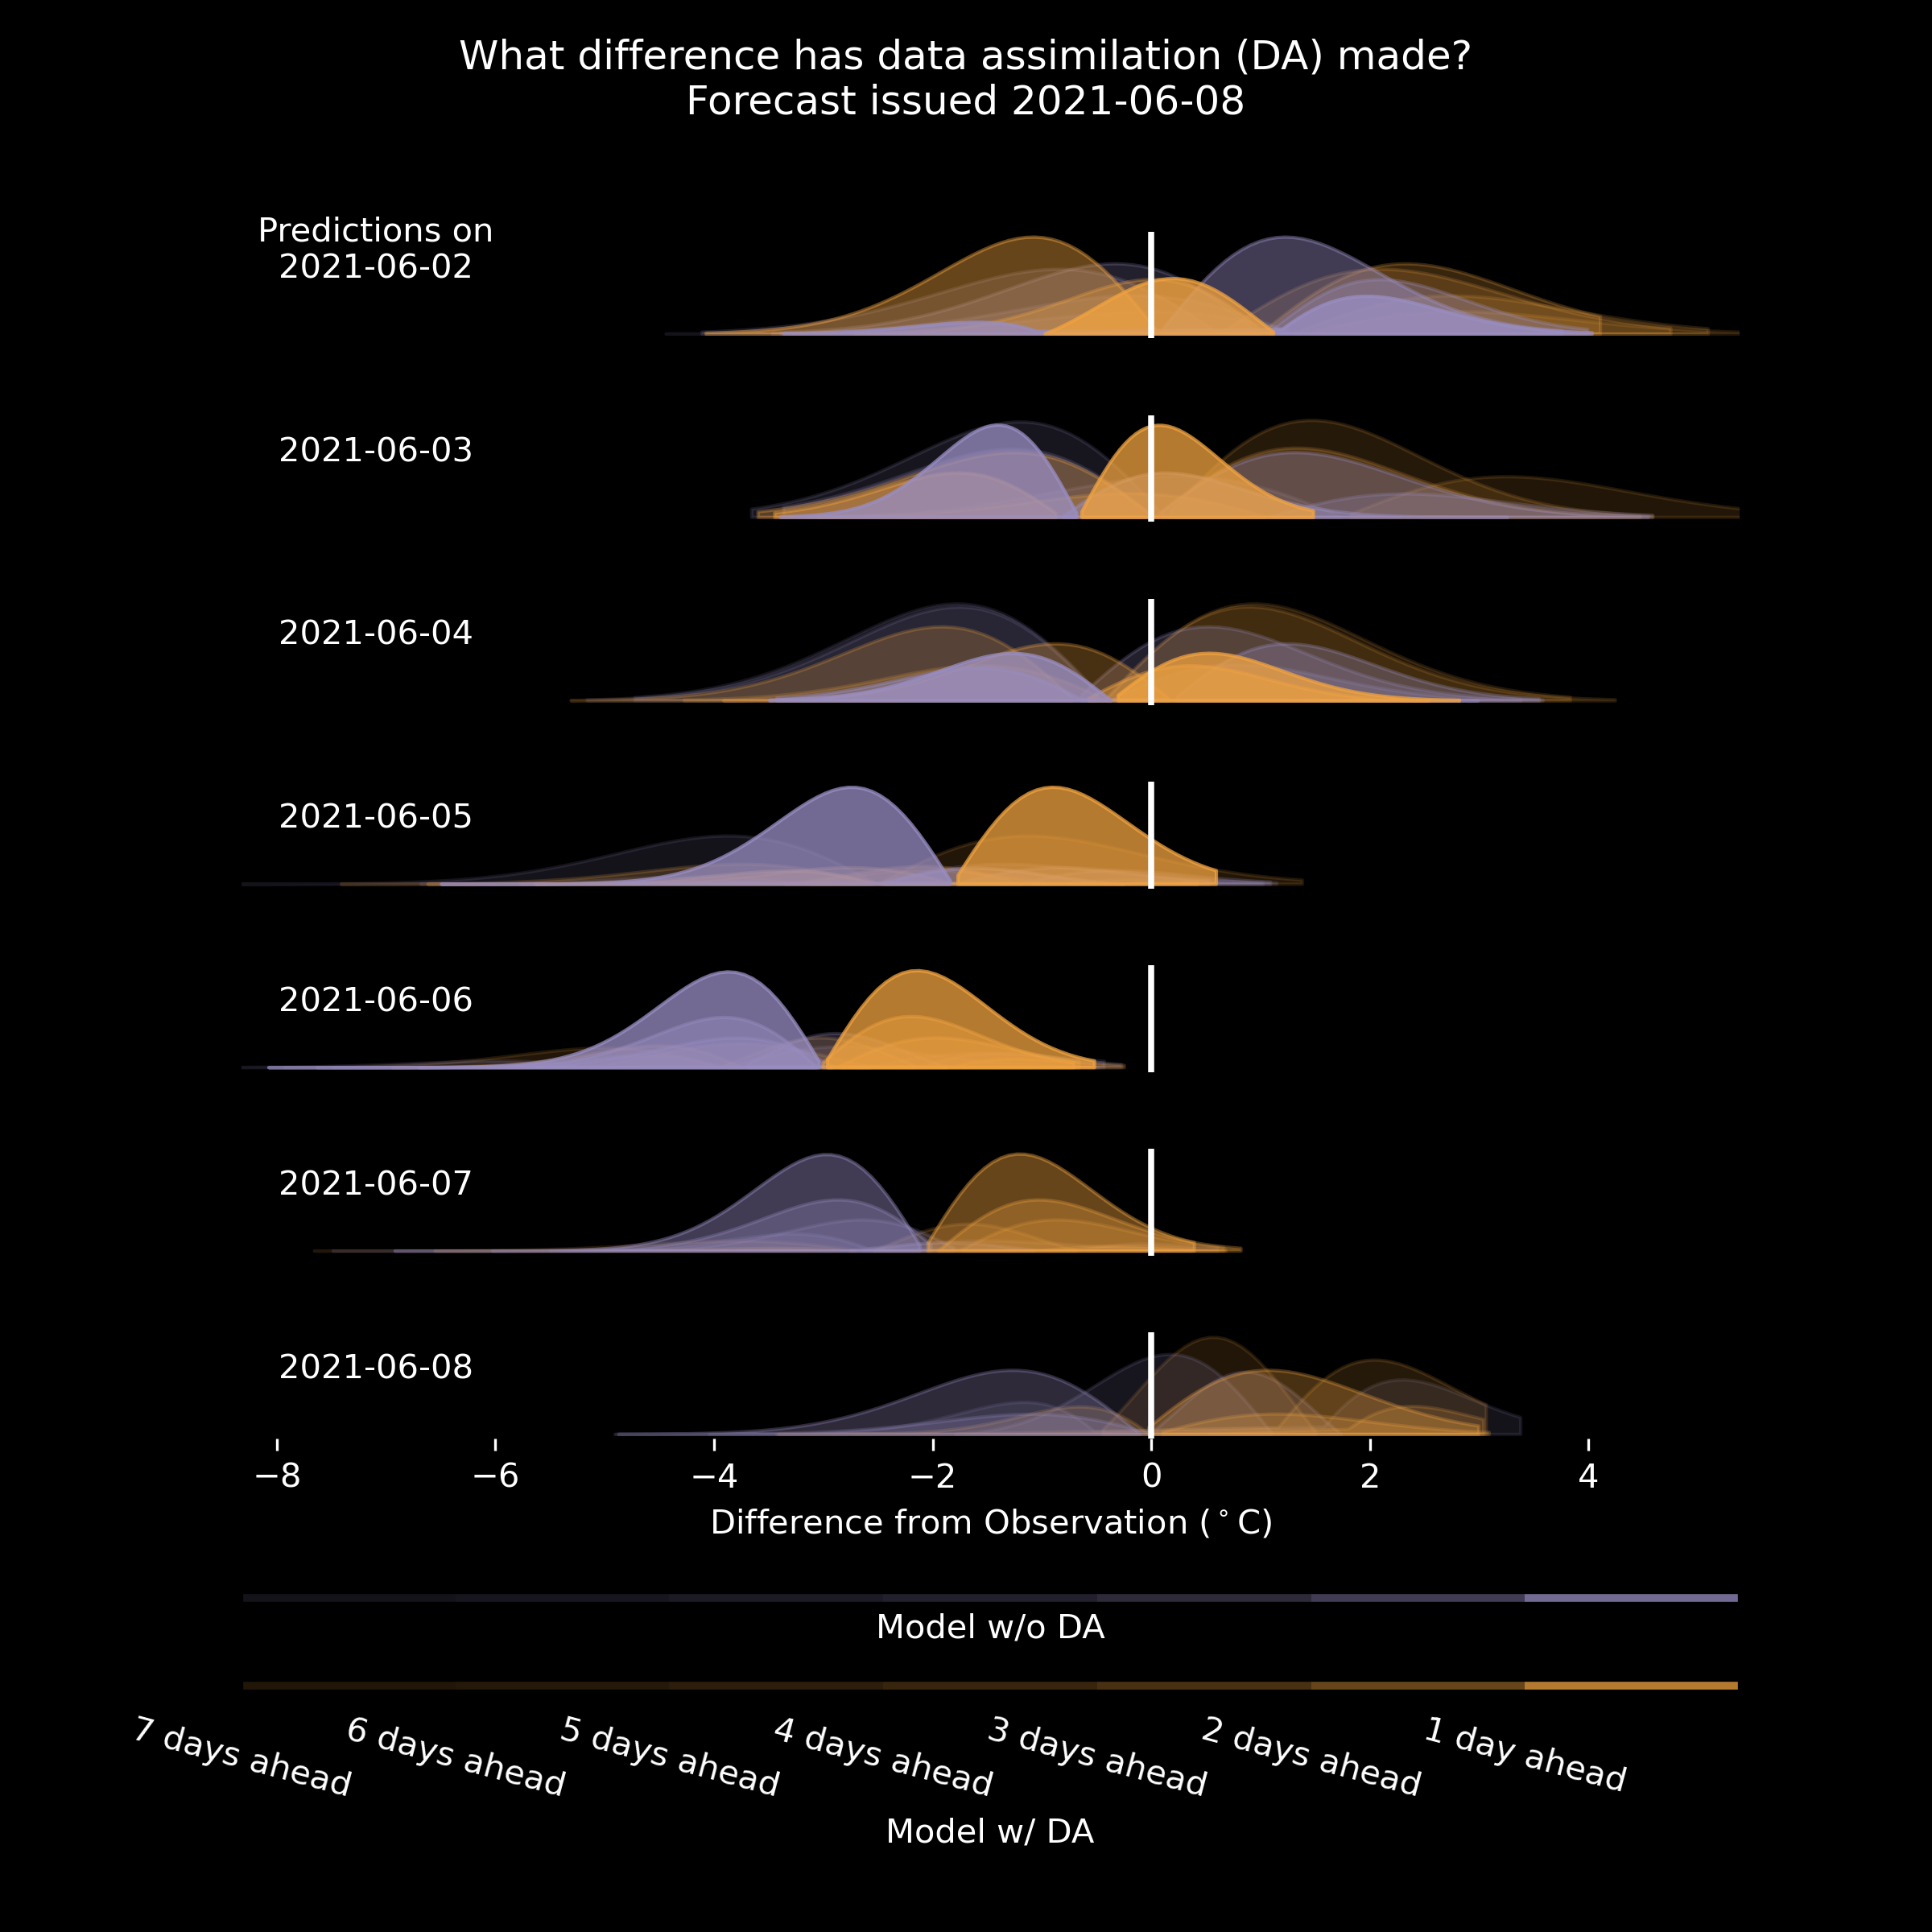 What difference has data assimilation (DA) made?
Forecast issued 2021-06-08
Predictions on
2021-06-02
2021-06-03
2021-06-04
2021-06-05
2021-06-06
2021-06-07
2021-06-08
−8 −6 −4 −2 0 2 4
Difference from Observation (°C)
Model w/o DA
7 days ahead 6 days ahead 5 days ahead 4 days ahead 3 days ahead 2 days ahead 1 day ahead
Model w/ DA